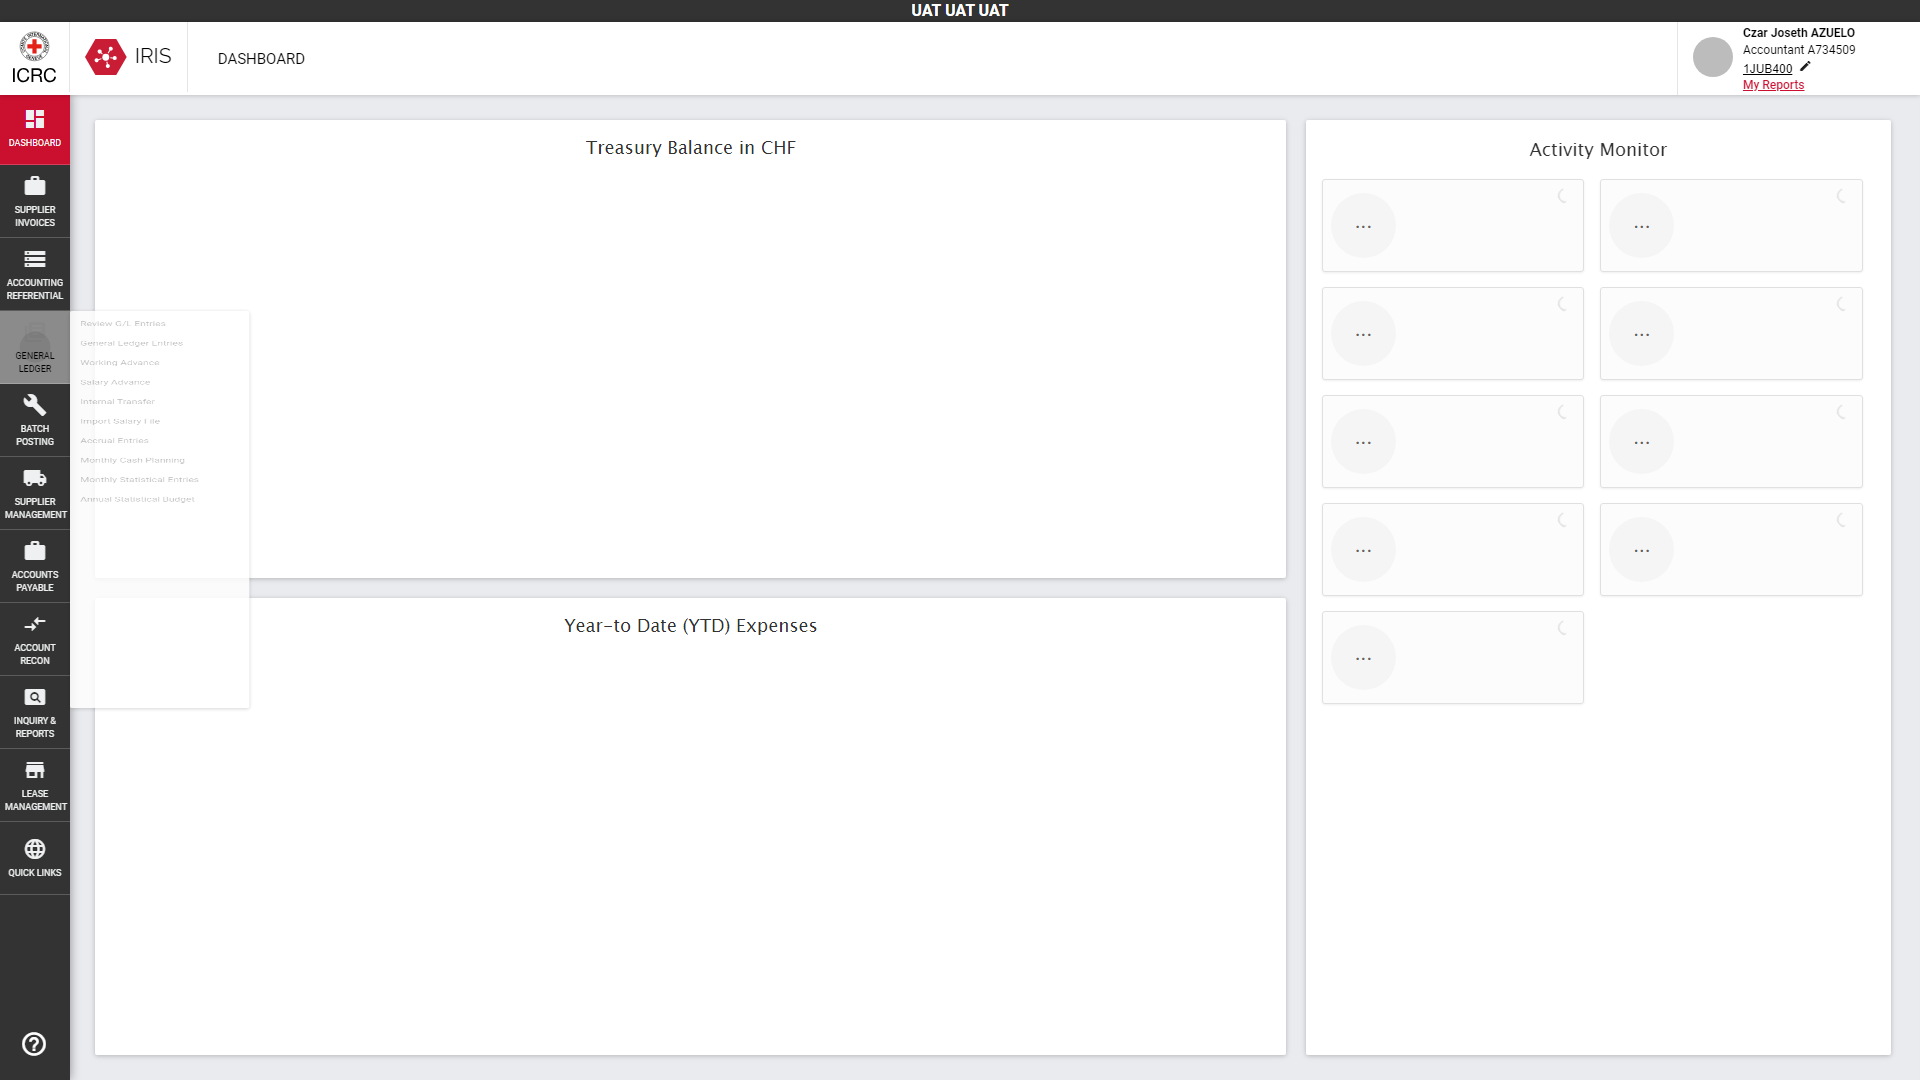 UAT UAT UAT
ICRC
IRIS
DASHBOARD
Czar Joseth AZUELO
Accountant A734509
1JUB400
My Reports
DASHBOARD
SUPPLIER
INVOICES
ACCOUNTING
REFERENTIAL
GENERAL
LEDGER
BATCH
POSTING
SUPPLIER
MANAGEMENT
ACCOUNTS
PAYABLE
ACCOUNT
RECON
INQUIRY &
REPORTS
LEASE
MANAGEMENT
QUICK LINKS
Review G/L Entries
General Ledger Entries
Working Advance
Salary Advance
Internal Transfer
Import Salary File
Accrual Entries
Monthly Cash Planning
Monthly Statistical Entries
Annual Statistical Budget
Treasury Balance in CHF
Year-to Date (YTD) Expenses
Activity Monitor
...
...
...
...
...
...
...
...
...